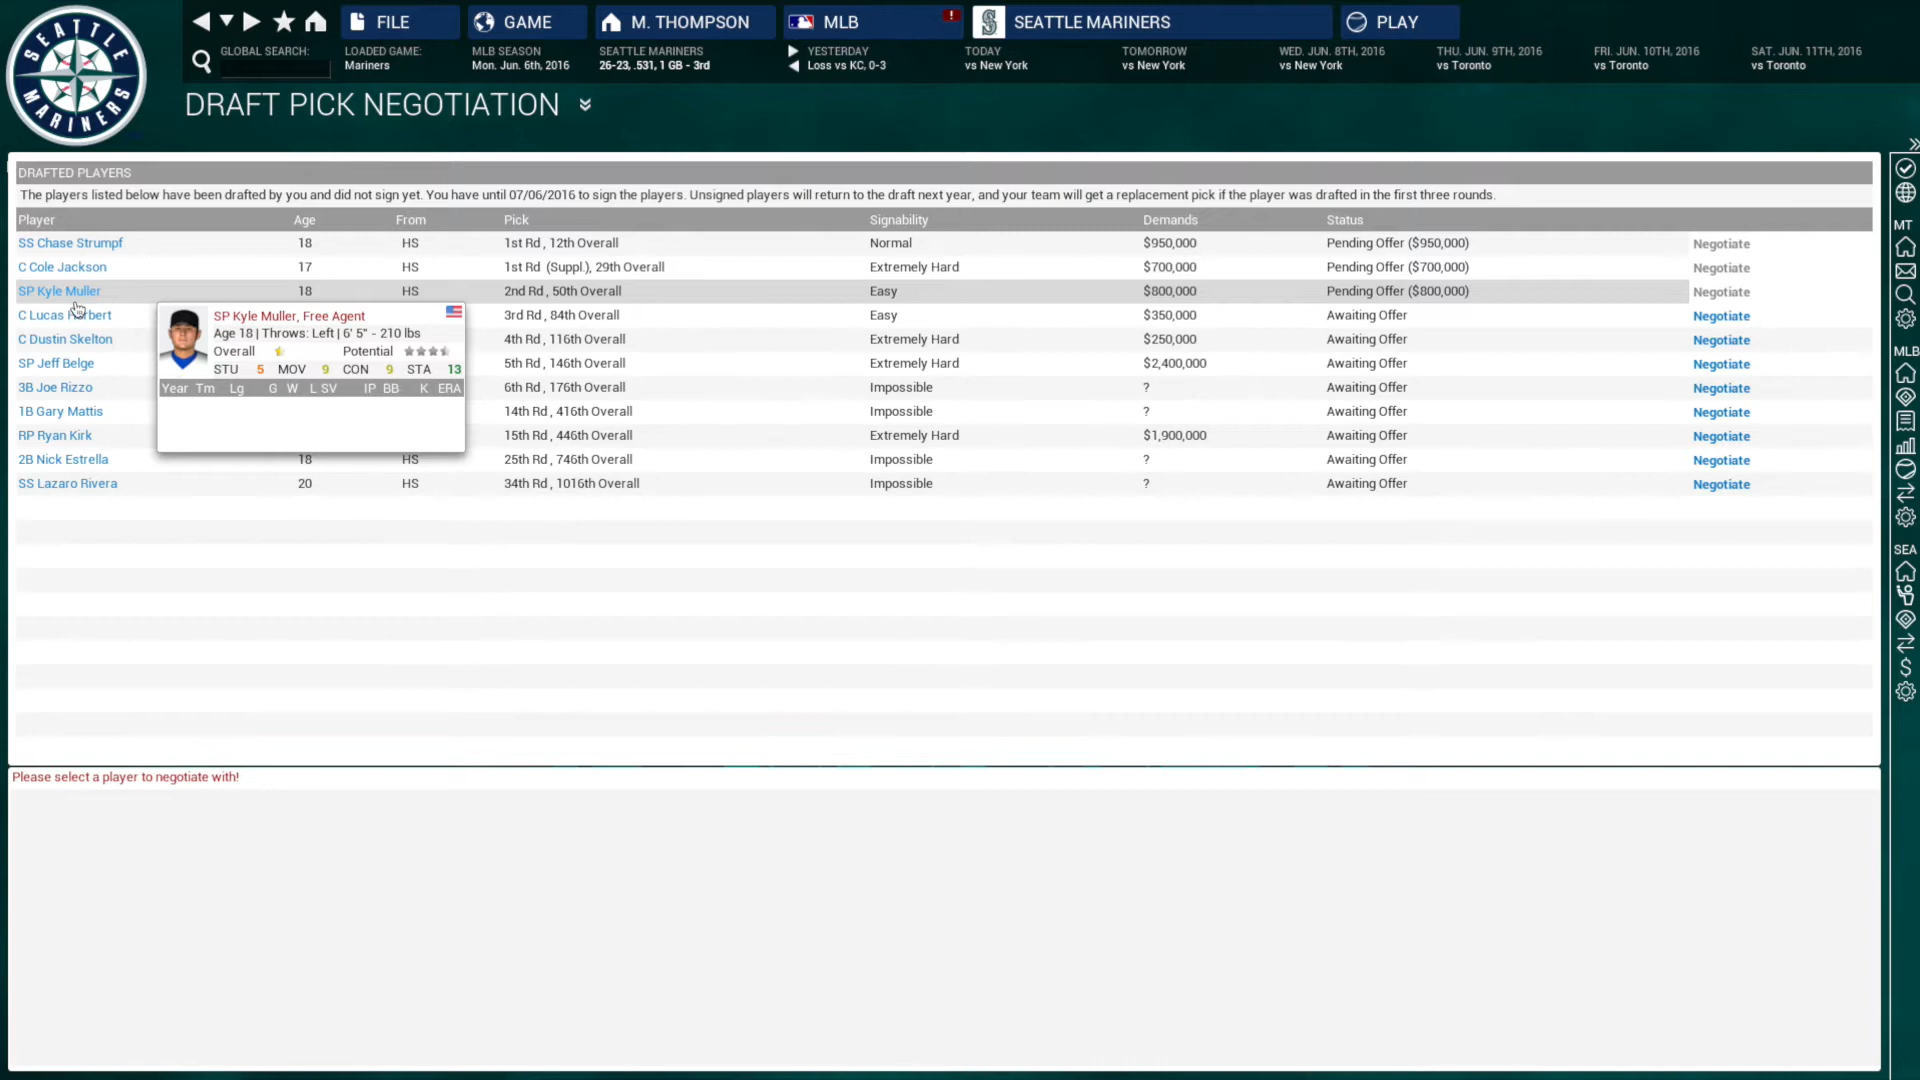 SEATTLE MARINERS
FILE GAME M. THOMPSON MLB ! SEATTLE MARINERS PLAY
GLOBAL SEARCH: LOADED GAME: MLB SEASON SEATTLE MARINERS YESTERDAY TODAY TOMORROW WED. JUN. 8TH, 2016 THU. JUN. 9TH, 2016 FRI. JUN. 10TH, 2016 SAT. JUN. 11TH, 2016
Mariners Mon. Jun. 6th, 2016 26-23, .531, 1 GB - 3rd Loss vs KC, 0-3 vs New York vs New York vs New York vs Toronto vs Toronto vs Toronto
DRAFT PICK NEGOTIATION
DRAFTED PLAYERS
The players listed below have been drafted by you and did not sign yet. You have until 07/06/2016 to sign the players. Unsigned players will return to the draft next year, and your team will get a replacement pick if the player was drafted in the first three rounds.
Player Age From Pick Signability Demands Status
SS Chase Strumpf 18 HS 1st Rd , 12th Overall Normal $950,000 Pending Offer ($950,000) Negotiate
C Cole Jackson 17 HS 1st Rd (Suppl.), 29th Overall Extremely Hard $700,000 Pending Offer ($700,000) Negotiate
SP Kyle Muller 18 HS 2nd Rd , 50th Overall Easy $800,000 Pending Offer ($800,000) Negotiate
C Lucas 3rd Rd , 84th Overall Easy $350,000 Awaiting Offer Negotiate
C Dustin Skelton 4th Rd , 116th Overall Extremely Hard $250,000 Awaiting Offer Negotiate
SP Jeff Belge 5th Rd , 146th Overall Extremely Hard $2,400,000 Awaiting Offer Negotiate
3B Joe Rizzo 6th Rd , 176th Overall Impossible ? Awaiting Offer Negotiate
1B Gary Mattis 14th Rd , 416th Overall Impossible ? Awaiting Offer Negotiate
RP Ryan Kirk 15th Rd , 446th Overall Extremely Hard $1,900,000 Awaiting Offer Negotiate
2B Nick Estrella 18 HS 25th Rd , 746th Overall Impossible ? Awaiting Offer Negotiate
SS Lazaro Rivera 20 HS 34th Rd , 1016th Overall Impossible ? Awaiting Offer Negotiate
SP Kyle Muller, Free Agent
Age 18 | Throws: Left | 6' 5" - 210 lbs
Overall Potential
STU 5 MOV 9 CON 9 STA 13
Year Tm Lg G W L SV IP BB K ERA
Please select a player to negotiate with!
MT
MLB
SEA